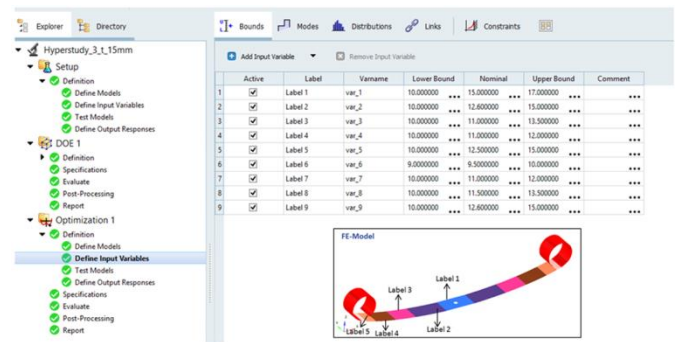 Explorer Directory
Hyperstudy_3_t_15mm
Setup
Definition
Define Models
Define Input Variables
Test Models
Define Output Responses
DOE 1
Definition
Specifications
Evaluate
Post-Processing
Report
Optimization 1
Definition
Define Models
Define Input Variables
Test Models
Define Output Responses
Specifications
Evaluate
Post-Processing
Report
Bounds Modes Distributions Links Constraints
Add Input Variable Remove Input Variable
Active Label Varname Lower Bound Nominal Upper Bound Comment
1 Label 1 var_1 10.000000 ... 15.000000 ... 17.000000 ... ...
2 Label 2 var_2 10.000000 ... 12.600000 ... 15.000000 ... ...
3 Label 3 var_3 10.000000 ... 11.000000 ... 13.500000 ... ...
4 Label 4 var_4 10.000000 ... 11.000000 ... 12.000000 ... ...
5 Label 5 var_5 10.000000 ... 12.500000 ... 15.000000 ... ...
6 Label 6 var_6 9.0000000 ... 9.5000000 ... 10.000000 ... ...
7 Label 7 var_7 10.000000 ... 11.000000 ... 12.000000 ... ...
8 Label 8 var_8 10.000000 ... 11.500000 ... 13.500000 ... ...
9 Label 9 var_9 10.000000 ... 12.600000 ... 15.000000 ... ...
FE-Model
Label 1
Label 3
Label 5 Label 4 Label 2